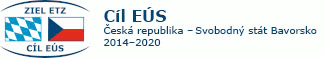 ZIEL ETZ
CÍL EÚS
Cíl EÚS
Česká republika – Svobodný stát Bavorsko
2014–2020